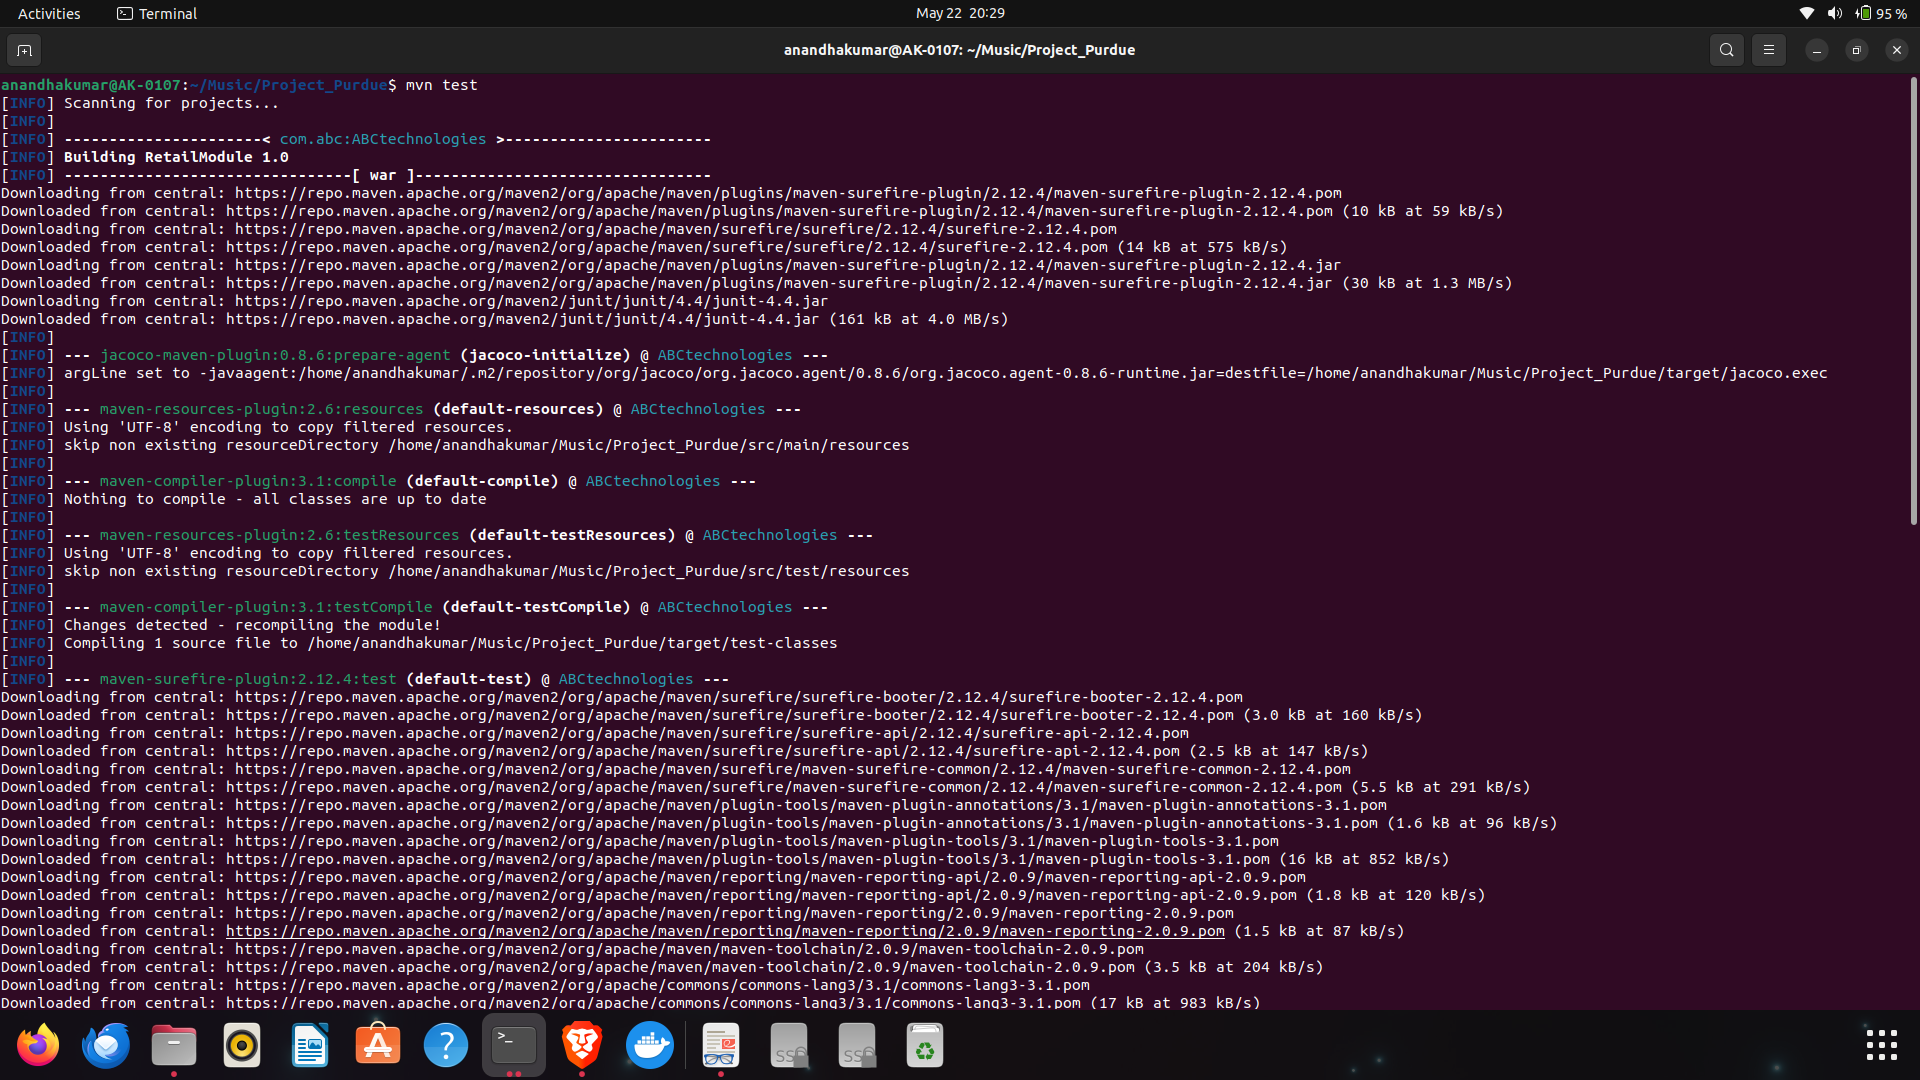 Activities
Terminal
May 22 20:29
95 %
anandhakumar@AK-0107: ~/Music/Project_Purdue
anandhakumar@AK-0107:~/Music/Project_Purdue$ mvn test
[INFO] Scanning for projects...
[INFO]
[INFO] ----------------------< com.abc:ABCtechnologies >-----------------------
[INFO] Building RetailModule 1.0
[INFO] --------------------------------[ war ]---------------------------------
Downloading from central: https://repo.maven.apache.org/maven2/org/apache/maven/plugins/maven-surefire-plugin/2.12.4/maven-surefire-plugin-2.12.4.pom
Downloaded from central: https://repo.maven.apache.org/maven2/org/apache/maven/plugins/maven-surefire-plugin/2.12.4/maven-surefire-plugin-2.12.4.pom (10 kB at 59 kB/s)
Downloading from central: https://repo.maven.apache.org/maven2/org/apache/maven/surefire/surefire/2.12.4/surefire-2.12.4.pom
Downloaded from central: https://repo.maven.apache.org/maven2/org/apache/maven/surefire/surefire/2.12.4/surefire-2.12.4.pom (14 kB at 575 kB/s)
Downloading from central: https://repo.maven.apache.org/maven2/org/apache/maven/plugins/maven-surefire-plugin/2.12.4/maven-surefire-plugin-2.12.4.jar
Downloaded from central: https://repo.maven.apache.org/maven2/org/apache/maven/plugins/maven-surefire-plugin/2.12.4/maven-surefire-plugin-2.12.4.jar (30 kB at 1.3 MB/s)
Downloading from central: https://repo.maven.apache.org/maven2/junit/junit/4.4/junit-4.4.jar
Downloaded from central: https://repo.maven.apache.org/maven2/junit/junit/4.4/junit-4.4.jar (161 kB at 4.0 MB/s)
[INFO]
[INFO] --- jacoco-maven-plugin:0.8.6:prepare-agent (jacoco-initialize) @ ABCtechnologies ---
[INFO] argLine set to -javaagent:/home/anandhakumar/.m2/repository/org/jacoco/org.jacoco.agent/0.8.6/org.jacoco.agent-0.8.6-runtime.jar=destfile=/home/anandhakumar/Music/Project_Purdue/target/jacoco.exec
[INFO]
[INFO] --- maven-resources-plugin:2.6:resources (default-resources) @ ABCtechnologies ---
[INFO] Using 'UTF-8' encoding to copy filtered resources.
[INFO] skip non existing resourceDirectory /home/anandhakumar/Music/Project_Purdue/src/main/resources
[INFO]
[INFO] --- maven-compiler-plugin:3.1:compile (default-compile) @ ABCtechnologies ---
[INFO] Nothing to compile - all classes are up to date
[INFO]
[INFO] --- maven-resources-plugin:2.6:testResources (default-testResources) @ ABCtechnologies ---
[INFO] Using 'UTF-8' encoding to copy filtered resources.
[INFO] skip non existing resourceDirectory /home/anandhakumar/Music/Project_Purdue/src/test/resources
[INFO]
[INFO] --- maven-compiler-plugin:3.1:testCompile (default-testCompile) @ ABCtechnologies ---
[INFO] Changes detected - recompiling the module!
[INFO] Compiling 1 source file to /home/anandhakumar/Music/Project_Purdue/target/test-classes
[INFO]
[INFO] --- maven-surefire-plugin:2.12.4:test (default-test) @ ABCtechnologies ---
Downloading from central: https://repo.maven.apache.org/maven2/org/apache/maven/surefire/surefire-booter/2.12.4/surefire-booter-2.12.4.pom
Downloaded from central: https://repo.maven.apache.org/maven2/org/apache/maven/surefire/surefire-booter/2.12.4/surefire-booter-2.12.4.pom (3.0 kB at 160 kB/s)
Downloading from central: https://repo.maven.apache.org/maven2/org/apache/maven/surefire/surefire-api/2.12.4/surefire-api-2.12.4.pom
Downloaded from central: https://repo.maven.apache.org/maven2/org/apache/maven/surefire/surefire-api/2.12.4/surefire-api-2.12.4.pom (2.5 kB at 147 kB/s)
Downloading from central: https://repo.maven.apache.org/maven2/org/apache/maven/surefire/maven-surefire-common/2.12.4/maven-surefire-common-2.12.4.pom
Downloaded from central: https://repo.maven.apache.org/maven2/org/apache/maven/surefire/maven-surefire-common/2.12.4/maven-surefire-common-2.12.4.pom (5.5 kB at 291 kB/s)
Downloading from central: https://repo.maven.apache.org/maven2/org/apache/maven/plugin-tools/maven-plugin-annotations/3.1/maven-plugin-annotations-3.1.pom
Downloaded from central: https://repo.maven.apache.org/maven2/org/apache/maven/plugin-tools/maven-plugin-annotations/3.1/maven-plugin-annotations-3.1.pom (1.6 kB at 96 kB/s)
Downloading from central: https://repo.maven.apache.org/maven2/org/apache/maven/plugin-tools/maven-plugin-tools/3.1/maven-plugin-tools-3.1.pom
Downloaded from central: https://repo.maven.apache.org/maven2/org/apache/maven/plugin-tools/maven-plugin-tools/3.1/maven-plugin-tools-3.1.pom (16 kB at 852 kB/s)
Downloading from central: https://repo.maven.apache.org/maven2/org/apache/maven/reporting/maven-reporting-api/2.0.9/maven-reporting-api-2.0.9.pom
Downloaded from central: https://repo.maven.apache.org/maven2/org/apache/maven/reporting/maven-reporting-api/2.0.9/maven-reporting-api-2.0.9.pom (1.8 kB at 120 kB/s)
Downloading from central: https://repo.maven.apache.org/maven2/org/apache/maven/reporting/maven-reporting/2.0.9/maven-reporting-2.0.9.pom
Downloaded from central: https://repo.maven.apache.org/maven2/org/apache/maven/reporting/maven-reporting/2.0.9/maven-reporting-2.0.9.pom (1.5 kB at 87 kB/s)
Downloading from central: https://repo.maven.apache.org/maven2/org/apache/maven/maven-toolchain/2.0.9/maven-toolchain-2.0.9.pom
Downloaded from central: https://repo.maven.apache.org/maven2/org/apache/maven/maven-toolchain/2.0.9/maven-toolchain-2.0.9.pom (3.5 kB at 204 kB/s)
Downloading from central: https://repo.maven.apache.org/maven2/org/apache/commons/commons-lang3/3.1/commons-lang3-3.1.pom
Downloaded from central: https://repo.maven.apache.org/maven2/org/apache/commons/commons-lang3/3.1/commons-lang3-3.1.pom (17 kB at 983 kB/s)